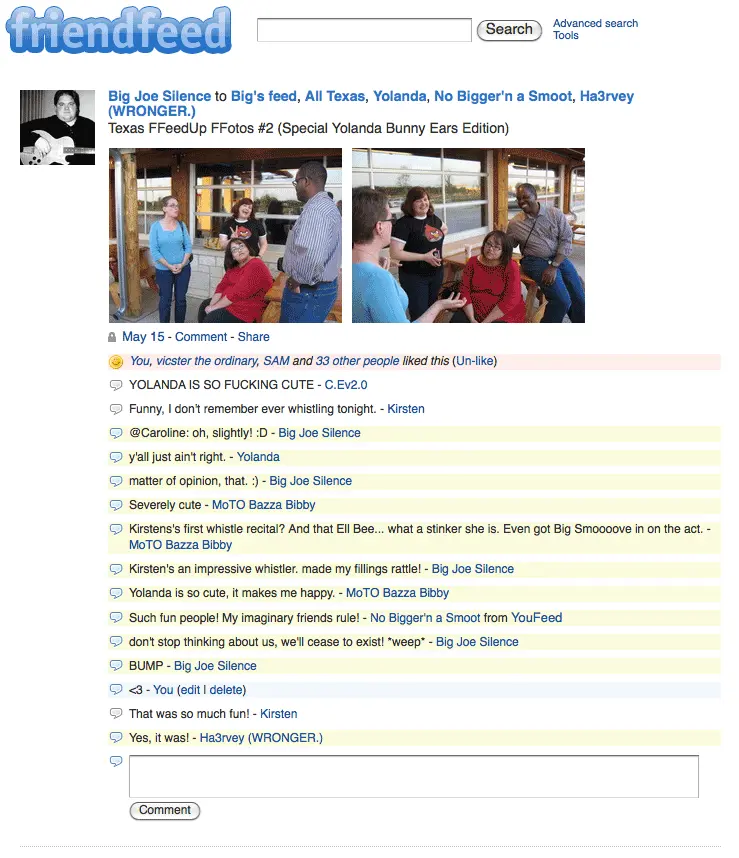 friendfeed
Search
Advanced search
Tools
Big Joe Silence to Big's feed, All Texas, Yolanda, No Bigger'n a Smoot, Ha3rvey
(WRONGER.)
Texas FFeedUp FFotos #2 (Special Yolanda Bunny Ears Edition)
May 15 - Comment - Share
You, vicster the ordinary, SAM and 33 other people liked this (Un-like)
YOLANDA IS SO FUCKING CUTE - C.Ev2.0
Funny, I don't remember ever whistling tonight. - Kirsten
@Caroline: oh, slightly! :D - Big Joe Silence
y'all just ain't right. - Yolanda
matter of opinion, that. :) - Big Joe Silence
Severely cute - MoTO Bazza Bibby
Kirstens's first whistle recital? And that Ell Bee... what a stinker she is. Even got Big Smoooove in on the act. -
MoTO Bazza Bibby
Kirsten's an impressive whistler. made my fillings rattle! - Big Joe Silence
Yolanda is so cute, it makes me happy. - MoTO Bazza Bibby
Such fun people! My imaginary friends rule! - No Bigger'n a Smoot from YouFeed
don't stop thinking about us, we'll cease to exist! *weep* - Big Joe Silence
BUMP - Big Joe Silence
<3 - You (edit | delete)
That was so much fun! - Kirsten
Yes, it was! - Ha3rvey (WRONGER.)
Comment